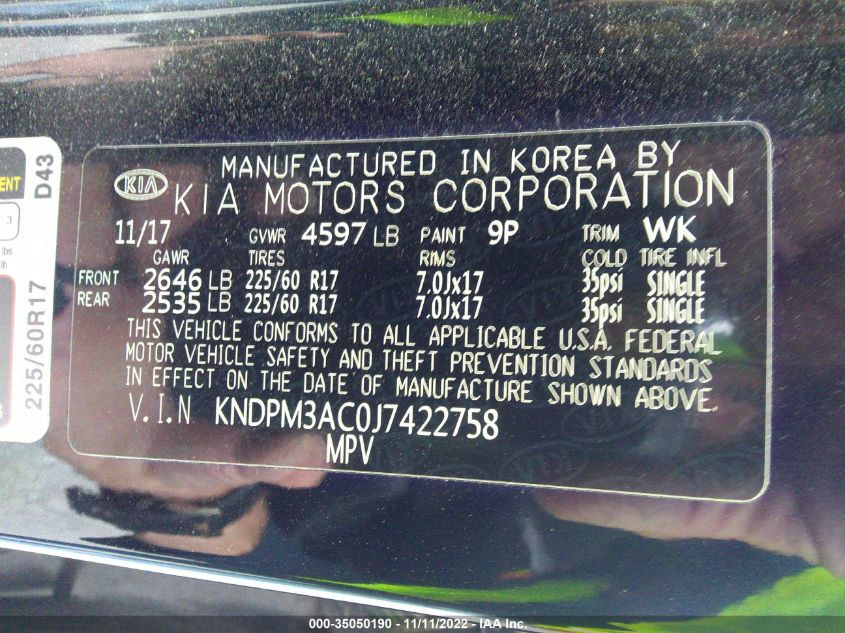 MANUFACTURED IN KOREA BY
KIA KIA MOTORS CORPORATION
11/17 GVWR 4597 LB PAINT 9P TRIM WK
GAWR TIRES RIMS COLD TIRE INFL
FRONT 2646 LB 225/60 R17 7.0Jx17 35psi SINGLE
REAR 2535 LB 225/60 R17 7.0Jx17 35psi SINGLE
THIS VEHICLE CONFORMS TO ALL APPLICABLE U.S.A. FEDERAL
MOTOR VEHICLE SAFETY AND THEFT PREVENTION STANDARDS
IN EFFECT ON THE DATE OF MANUFACTURE SHOWN ABOVE.
V.I.N KNDPM3AC0J7422758
MPV
D43
225/60R17
ENT
3
lbs
lb
000-35050190 - 11/11/2022 - IAA Inc.